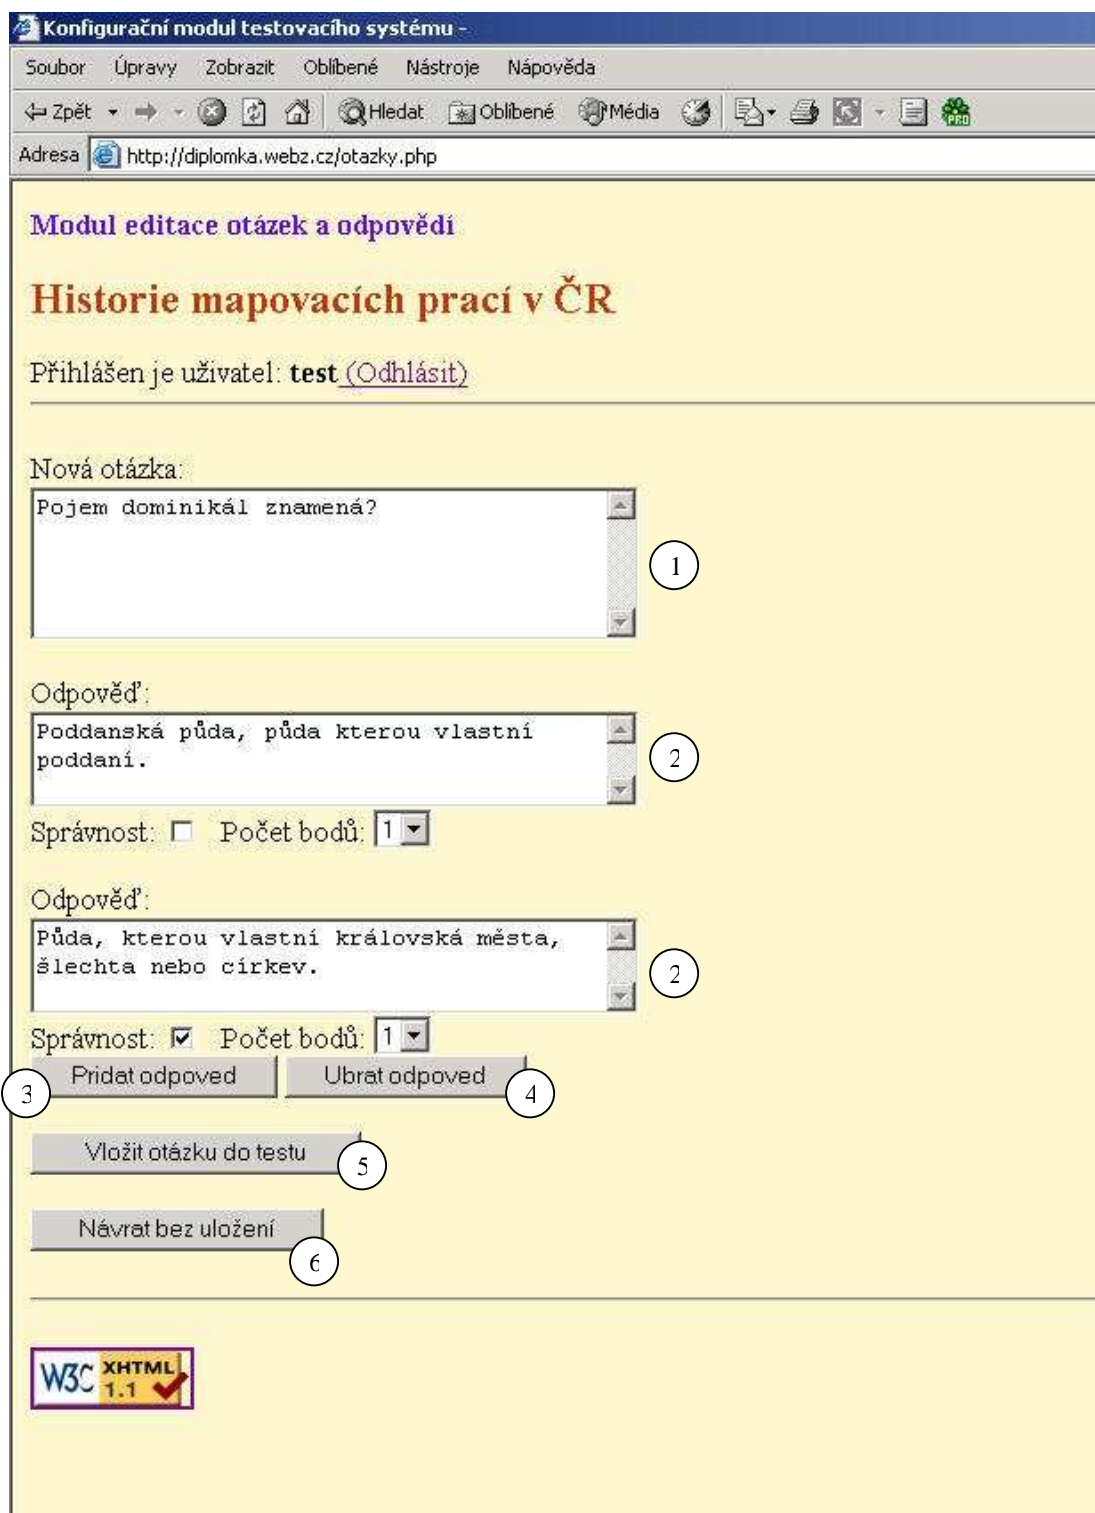 Konfigurační modul testovacího systému -
Soubor Úpravy Zobrazit Oblíbené Nástroje Nápověda
Zpět Hledat Oblíbené Média PRO
Adresa http://diplomka.webz.cz/otazky.php
Modul editace otázek a odpovědí
Historie mapovacích prací v ČR
Přihlášen je uživatel: test (Odhlásit)
Nová otázka:
Pojem dominikál znamená?
1
Odpověď:
Poddanská půda, půda kterou vlastní
poddaní.
2
Správnost: Počet bodů: 1
Odpověď:
Půda, kterou vlastní královská města,
šlechta nebo církev.
2
Správnost: Počet bodů: 1
3 Pridat odpoved Ubrat odpoved 4
Vložit otázku do testu 5
Návrat bez uložení 6
W3C XHTML
1.1